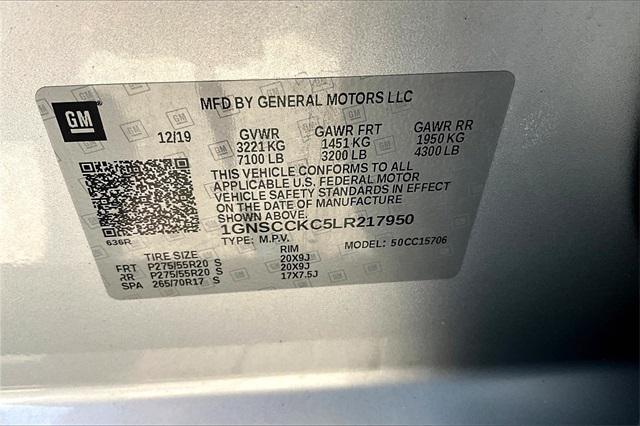 MFD BY GENERAL MOTORS LLC
GM
12/19 GVWR GAWR FRT GAWR RR
3221 KG 1451 KG 1950 KG
7100 LB 3200 LB 4300 LB
THIS VEHICLE CONFORMS TO ALL
APPLICABLE U.S. FEDERAL MOTOR
VEHICLE SAFETY STANDARDS IN EFFECT
ON THE DATE OF MANUFACTURE
SHOWN ABOVE.
636R
1GNSCCKC5LR217950
TYPE: M.P.V. MODEL: 50CC15706
TIRE SIZE RIM
FRT P275/55R20 S 20X9J
RR P275/55R20 S 20X9J
SPA 265/70R17 S 17X7.5J